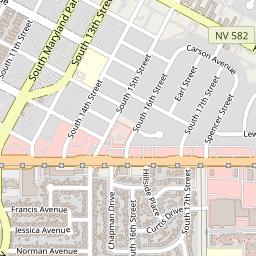 South 11th Street
South Maryland Pa
South 13th Street
NV 582
Carson Avenue
South 14th Street
South 15th Street
South 16th Street
Earl Street
South 17th Street
Spencer Street
Lew
Francis Avenue
Jessica Avenue
Norman Avenue
Chapman Drive
South 16th Street
Hillside Place
Curtis Drive
South 17th Street